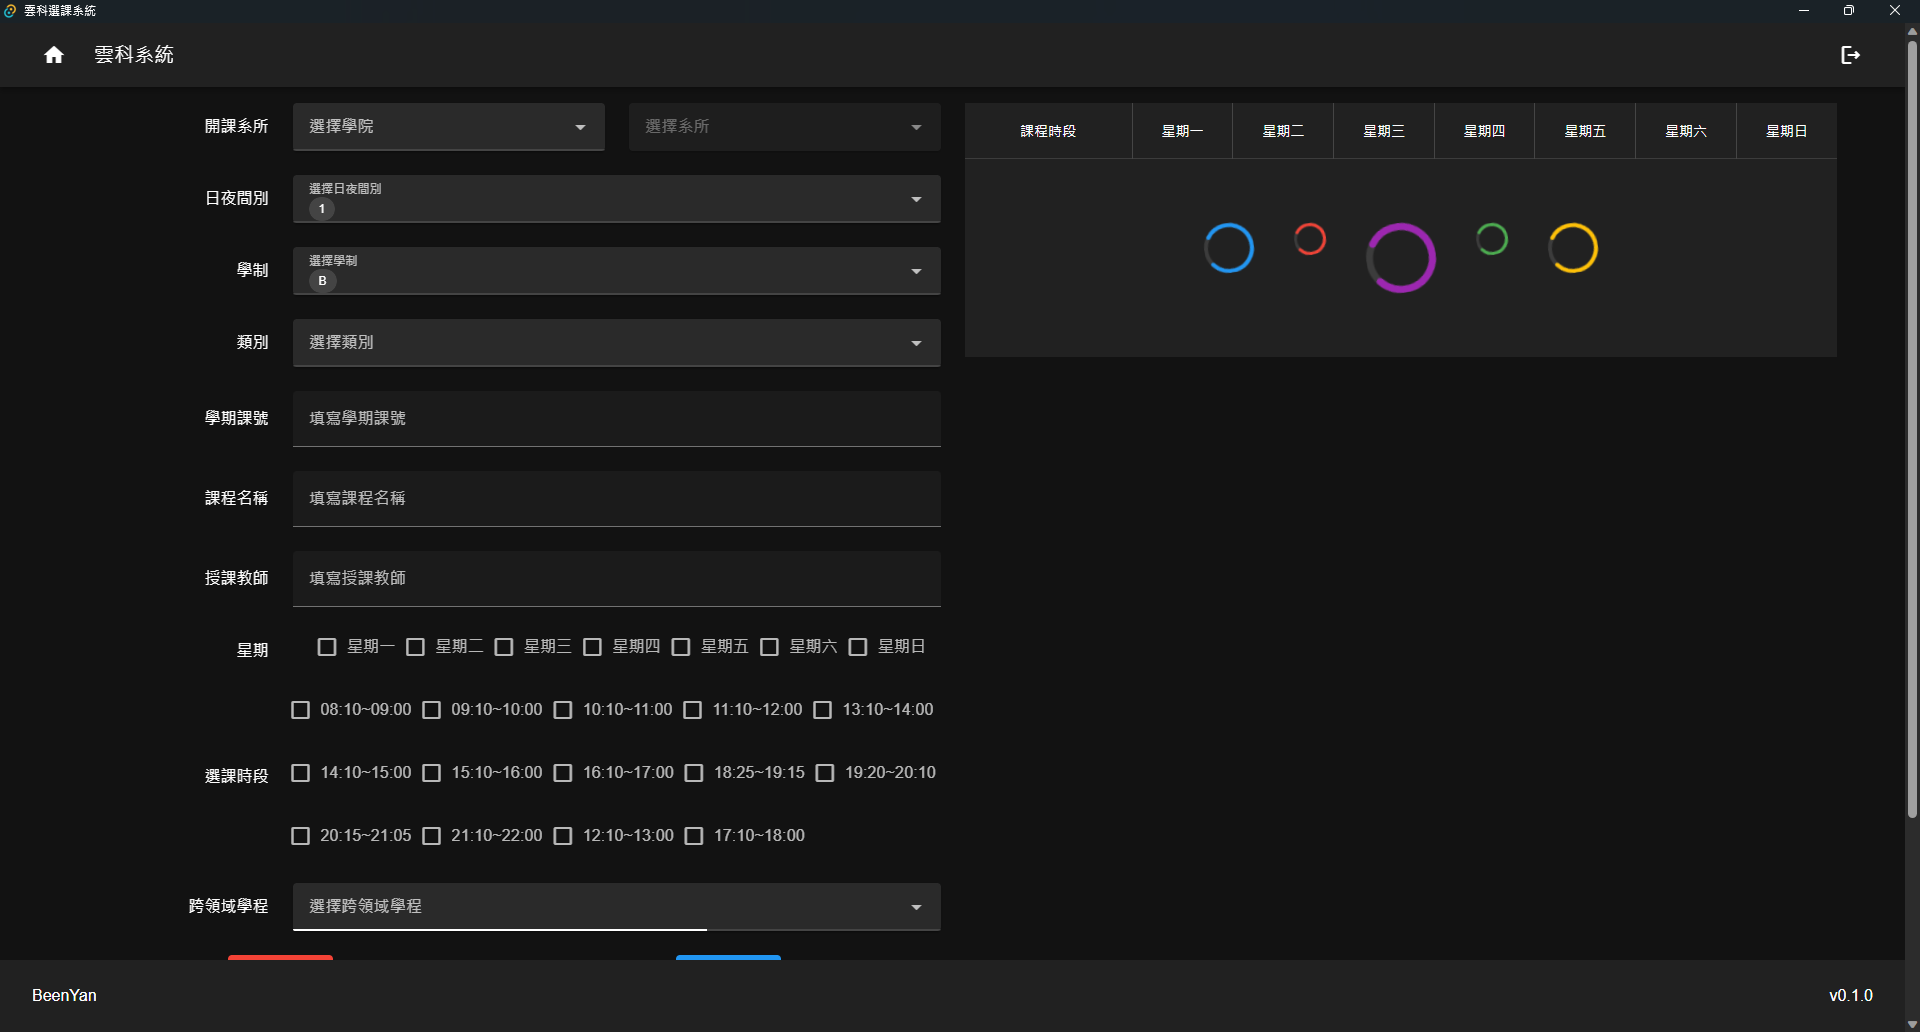 雲科選課系統
雲科系統
開課系所 選擇學院 選擇系所
日夜間別 選擇日夜間別
1
學制 選擇學制
B
類別 選擇類別
學期課號 填寫學期課號
課程名稱 填寫課程名稱
授課教師 填寫授課教師
星期 星期一 星期二 星期三 星期四 星期五 星期六 星期日
08:10~09:00 09:10~10:00 10:10~11:00 11:10~12:00 13:10~14:00
選課時段 14:10~15:00 15:10~16:00 16:10~17:00 18:25~19:15 19:20~20:10
20:15~21:05 21:10~22:00 12:10~13:00 17:10~18:00
跨領域學程 選擇跨領域學程
課程時段 星期一 星期二 星期三 星期四 星期五 星期六 星期日
BeenYan v0.1.0